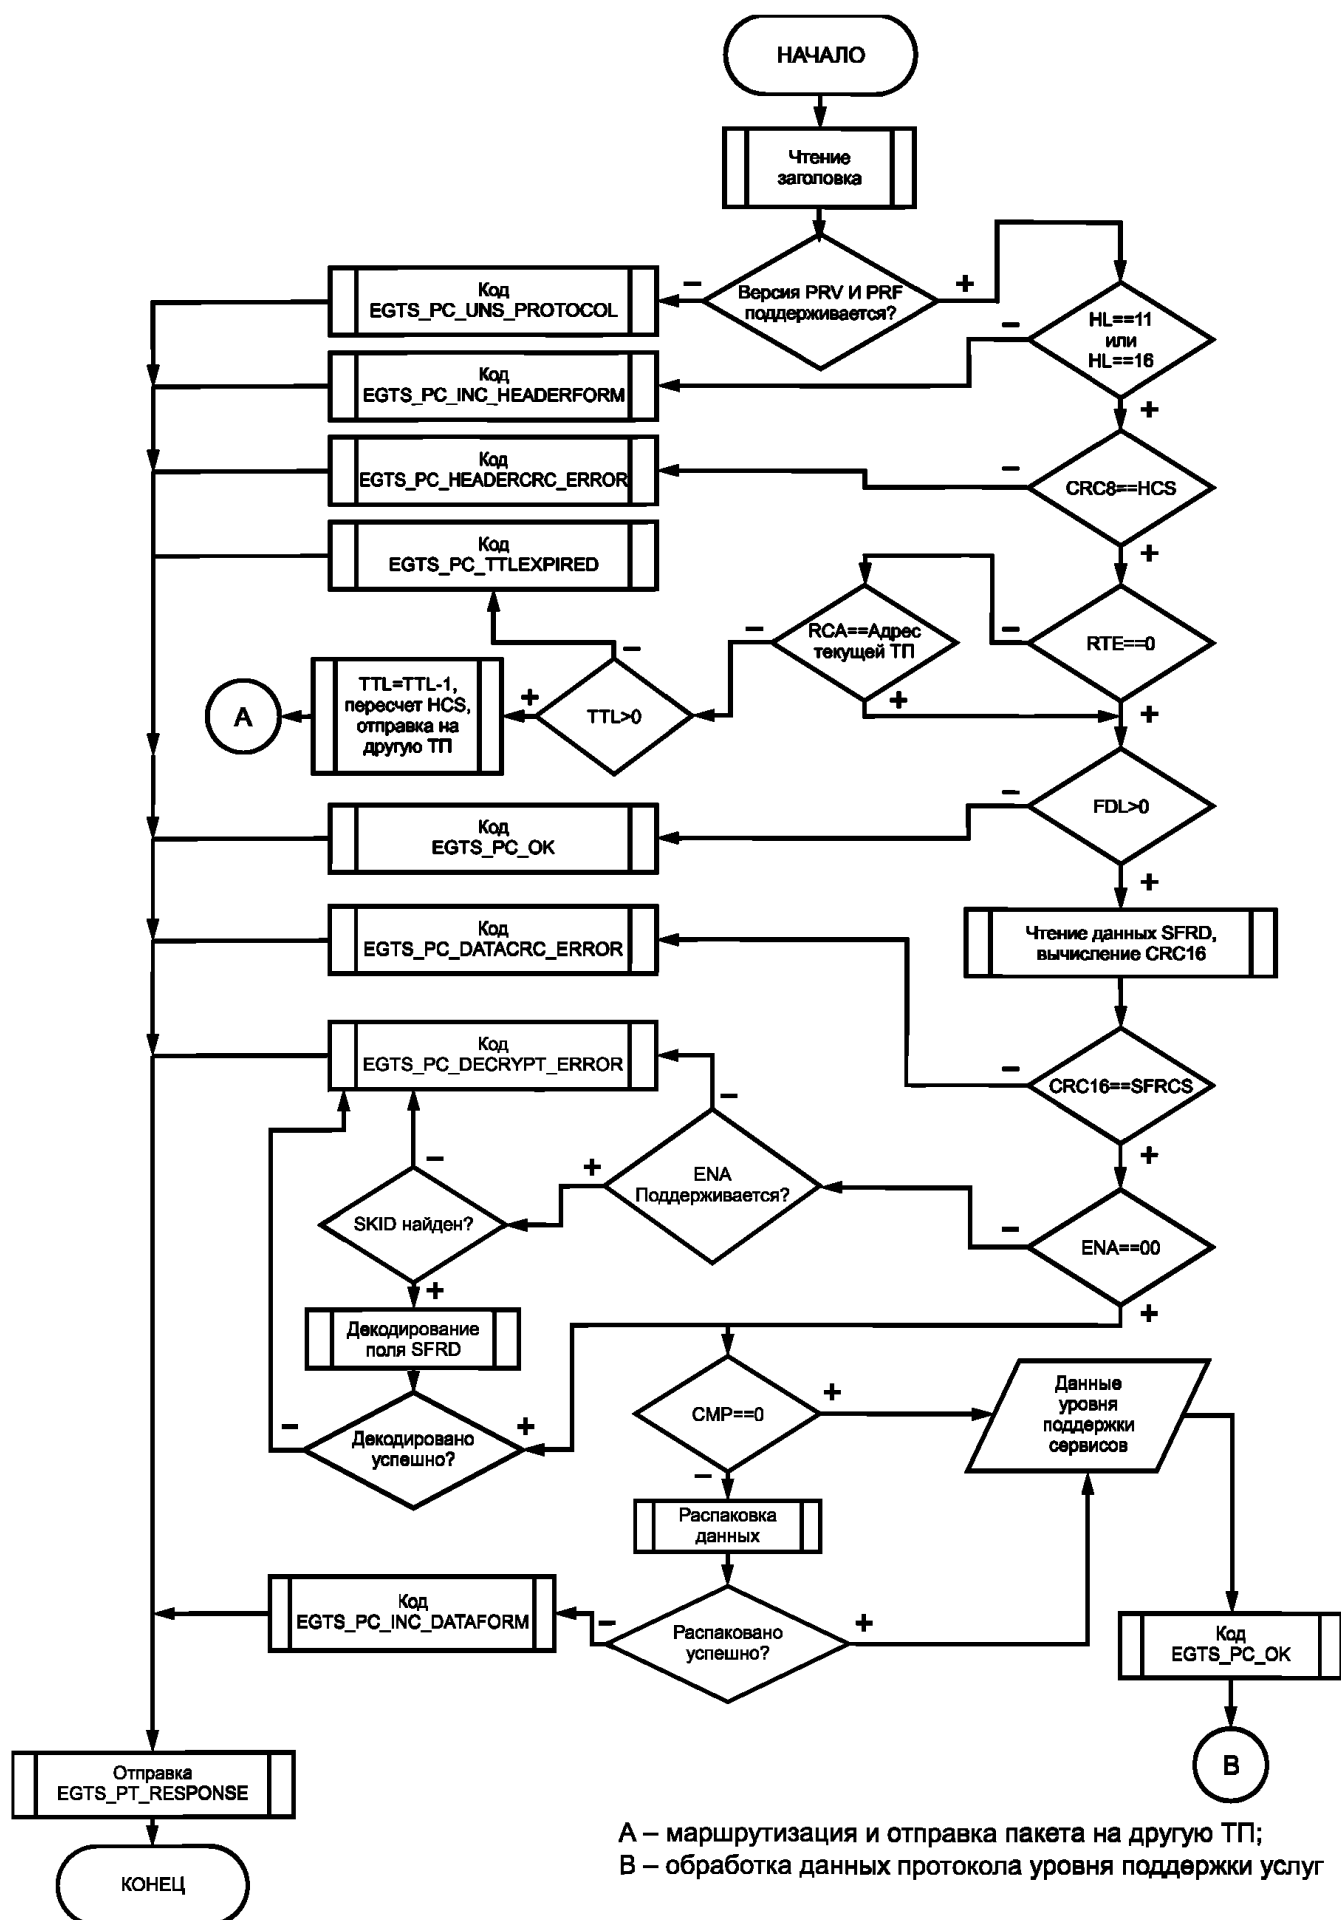 НАЧАЛО
Чтение
заголовка
Версия PRV И PRF
поддерживается?
−
+
Код
EGTS_PC_UNS_PROTOCOL
HL==11
или
HL==16
−
+
Код
EGTS_PC_INC_HEADERFORM
CRC8==HCS
−
+
Код
EGTS_PC_HEADERCRC_ERROR
Код
EGTS_PC_TTLEXPIRED
RTE==0
−
+
RCA==Адрес
текущей ТП
−
+
TTL>0
−
+
TTL=TTL-1,
пересчет HCS,
отправка на
другую ТП
A
FDL>0
−
+
Код
EGTS_PC_OK
Чтение данных SFRD,
вычисление CRC16
Код
EGTS_PC_DATACRC_ERROR
CRC16==SFRCS
−
+
Код
EGTS_PC_DECRYPT_ERROR
ENA
Поддерживается?
−
+
ENA==00
−
+
SKID найден?
−
+
Декодирование
поля SFRD
Декодировано
успешно?
−
+
CMP==0
+
−
Данные
уровня
поддержки
сервисов
Распаковка
данных
Распаковано
успешно?
−
+
Код
EGTS_PC_INC_DATAFORM
Код
EGTS_PC_OK
B
Отправка
EGTS_PT_RESPONSE
КОНЕЦ
А – маршрутизация и отправка пакета на другую ТП;
В – обработка данных протокола уровня поддержки услуг